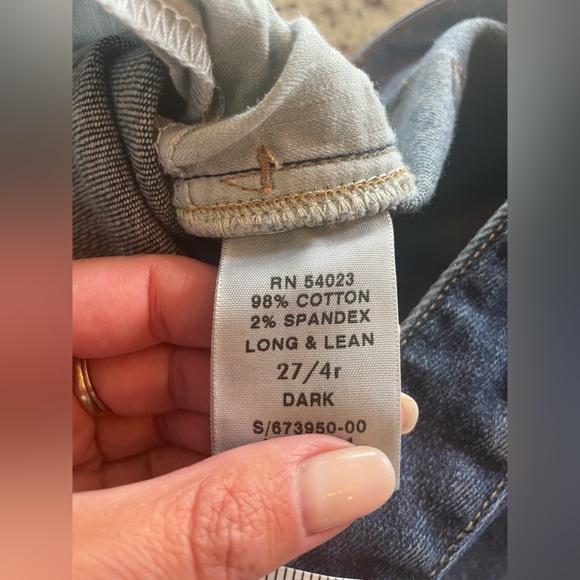 RN 54023
98% COTTON
2% SPANDEX
LONG & LEAN
27/4r
DARK
S/673950-00